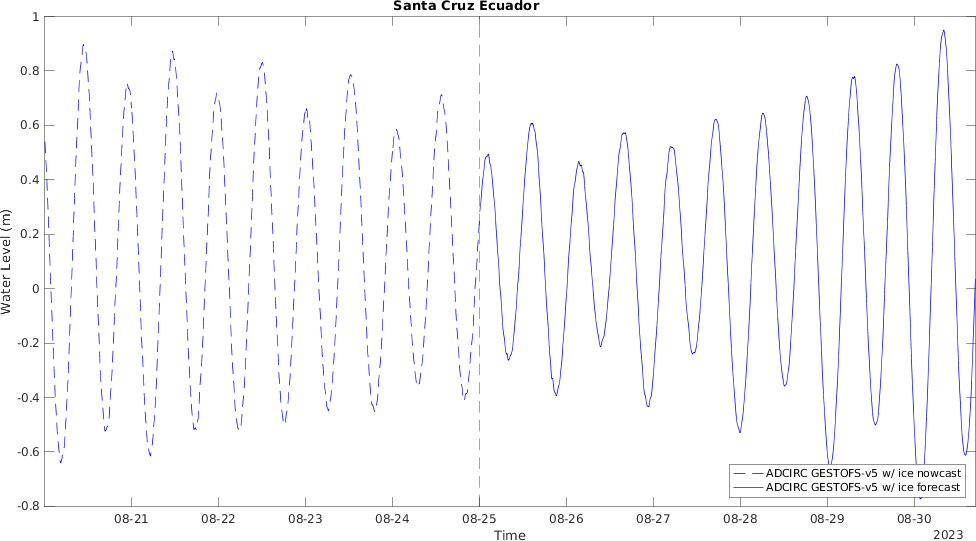 Santa Cruz Ecuador
1
0.8
0.6
0.4
0.2
0
-0.2
-0.4
-0.6
-0.8
Water Level (m)
08-21 08-22 08-23 08-24 08-25 08-26 08-27 08-28 08-29 08-30
Time
2023
ADCIRC GESTOFS-v5 w/ ice nowcast
ADCIRC GESTOFS-v5 w/ ice forecast